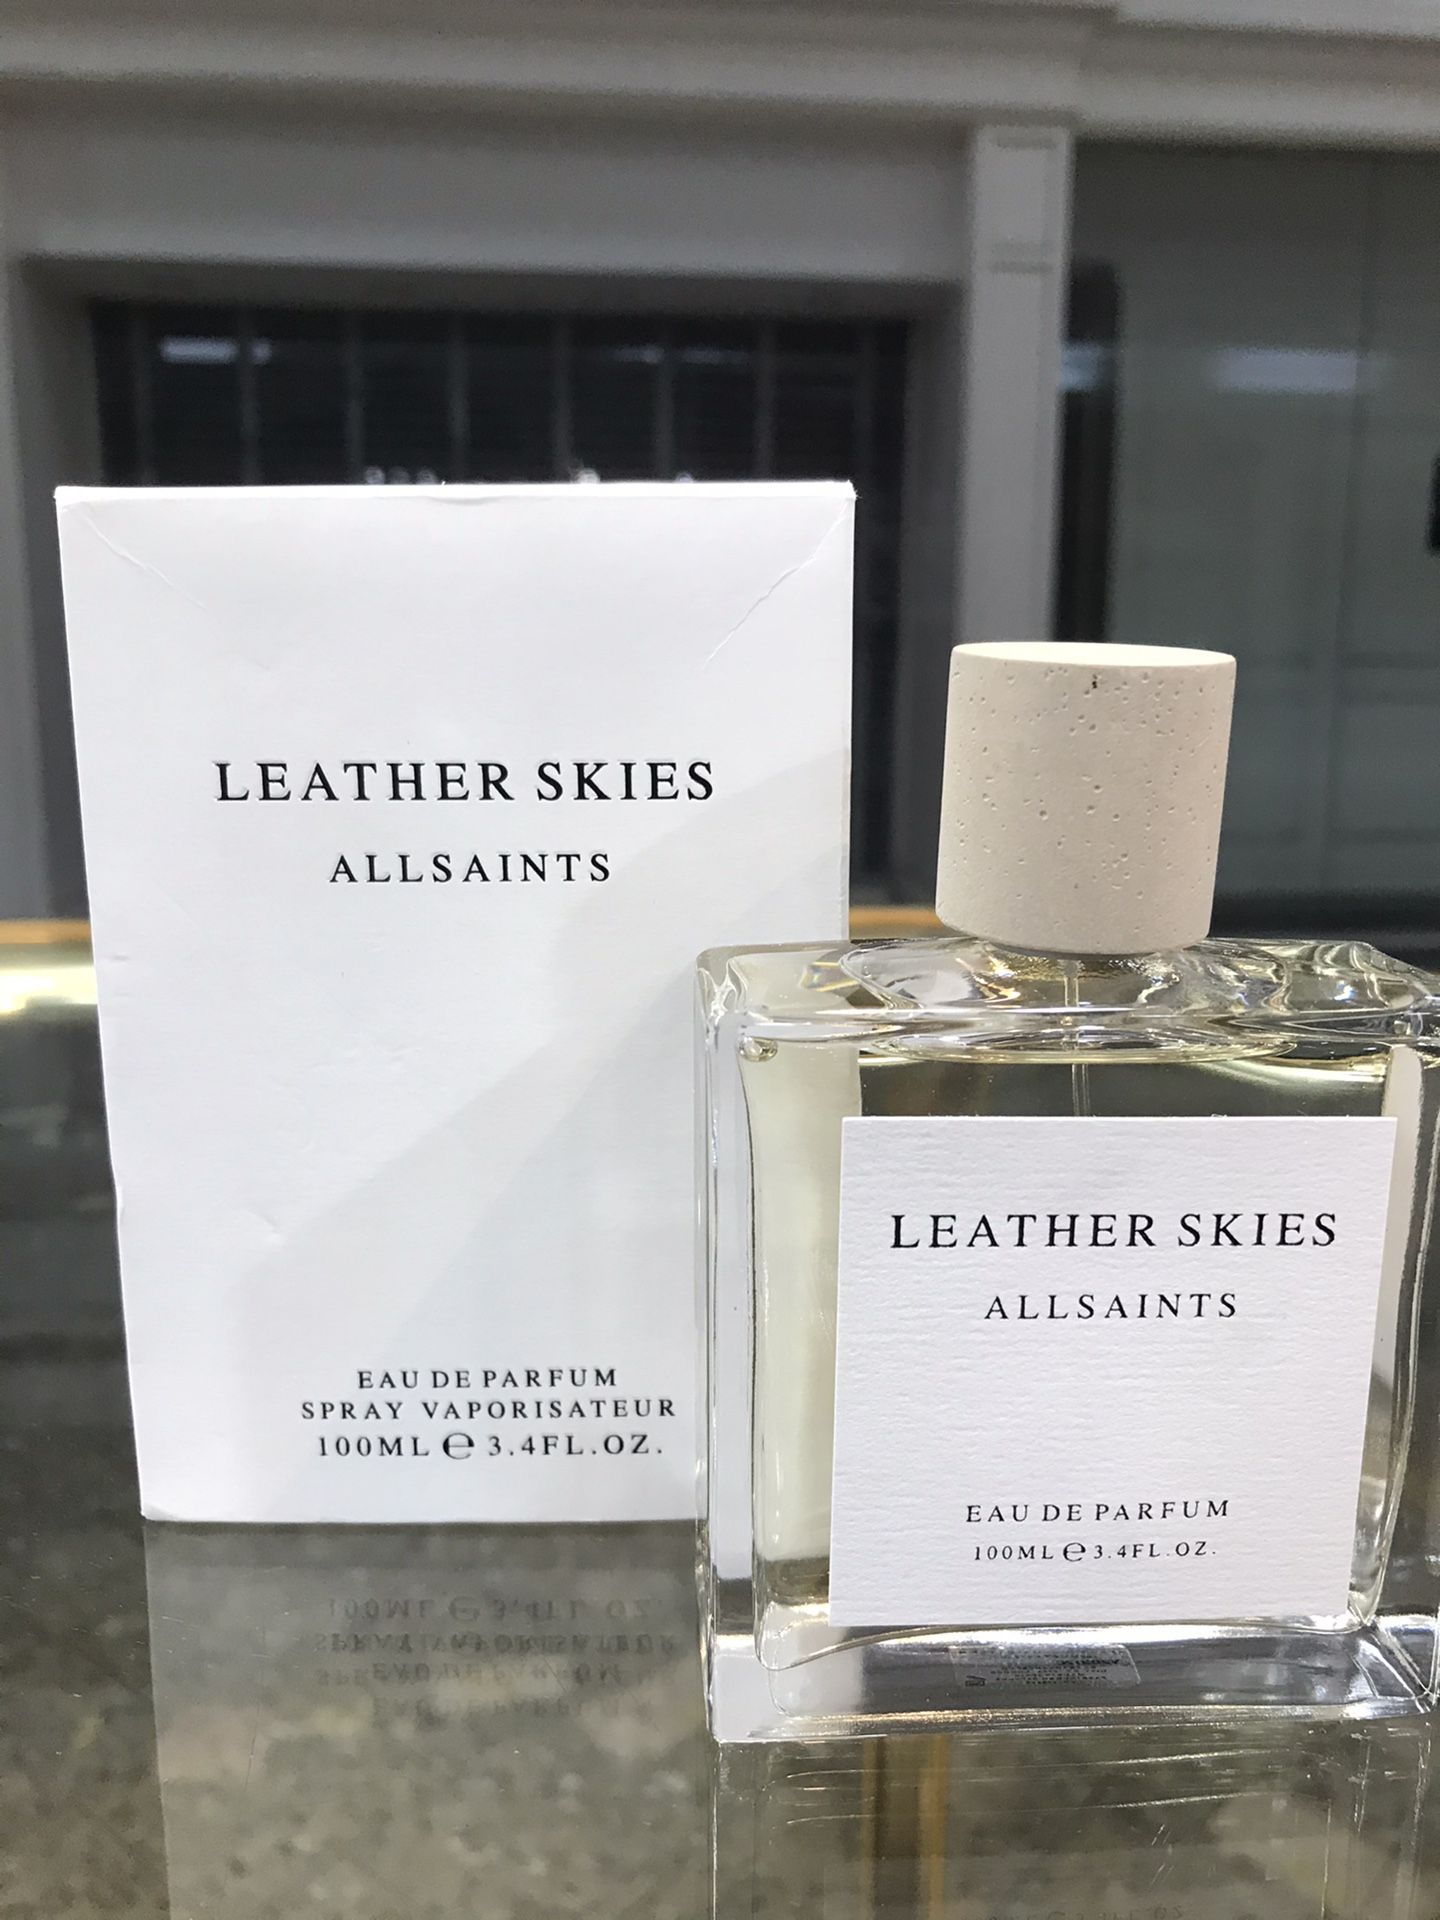 LEATHER SKIES
ALLSAINTS
EAU DE PARFUM
SPRAY VAPORISATEUR
100ML ℮ 3.4FL.OZ.
LEATHER SKIES
ALLSAINTS
EAU DE PARFUM
100ML ℮ 3.4FL.OZ.